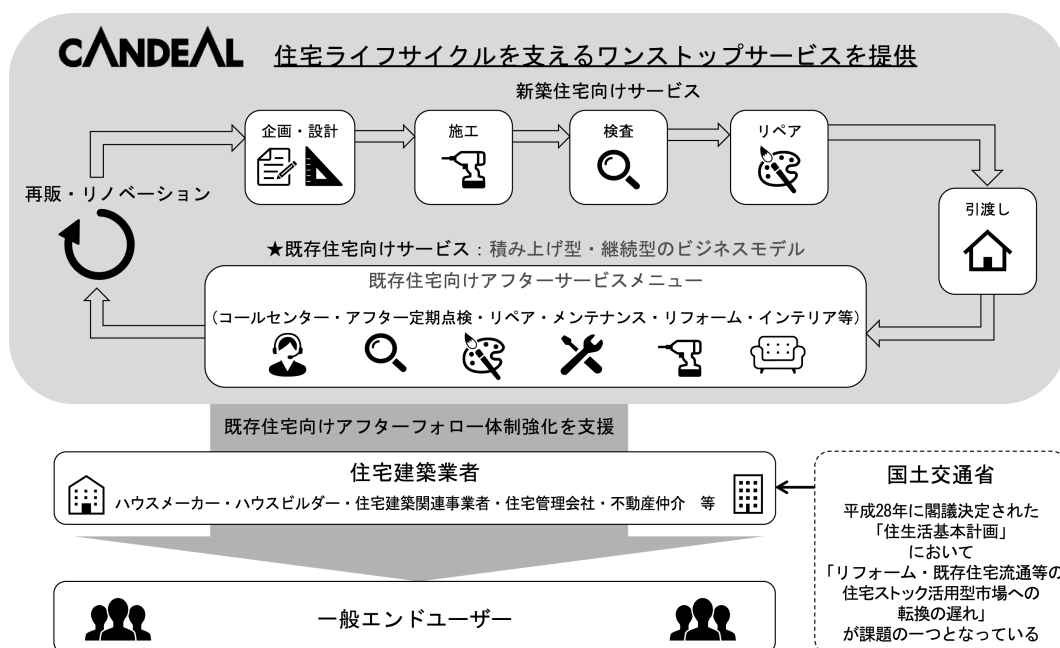 CANDEAL 住宅ライフサイクルを支えるワンストップサービスを提供
新築住宅向けサービス
企画・設計
施工
検査
リペア
再販・リノベーション
引渡し
★既存住宅向けサービス：積み上げ型・継続型のビジネスモデル
既存住宅向けアフターサービスメニュー
(コールセンター・アフター定期点検・リペア・メンテナンス・リフォーム・インテリア等)
既存住宅向けアフターフォロー体制強化を支援
住宅建築業者
ハウスメーカー・ハウスビルダー・住宅建築関連事業者・住宅管理会社・不動産仲介 等
国土交通省
平成28年に閣議決定された
「住生活基本計画」
において
「リフォーム・既存住宅流通等の
住宅ストック活用型市場への
転換の遅れ」
が課題の一つとなっている
一般エンドユーザー